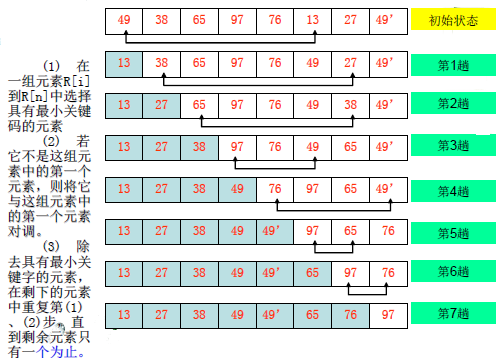 49 38 65 97 76 13 27 49’ 初始状态
13 38 65 97 76 49 27 49’ 第1趟
13 27 65 97 76 49 38 49’ 第2趟
13 27 38 97 76 49 65 49’ 第3趟
13 27 38 49 76 97 65 49’ 第4趟
13 27 38 49 49’ 97 65 76 第5趟
13 27 38 49 49’ 65 97 76 第6趟
13 27 38 49 49’ 65 76 97 第7趟
(1) 在
一组元素R[i]
到R[n]中选择
具有最小关键
码的元素
(2) 若
它不是这组元
素中的第一个
元素，则将它
与这组元素中
的第一个元素
对调。
(3) 除
去具有最小关
键字的元素，
在剩下的元素
中重复第(1)
、(2)步，直
到剩余元素只
有一个为止。